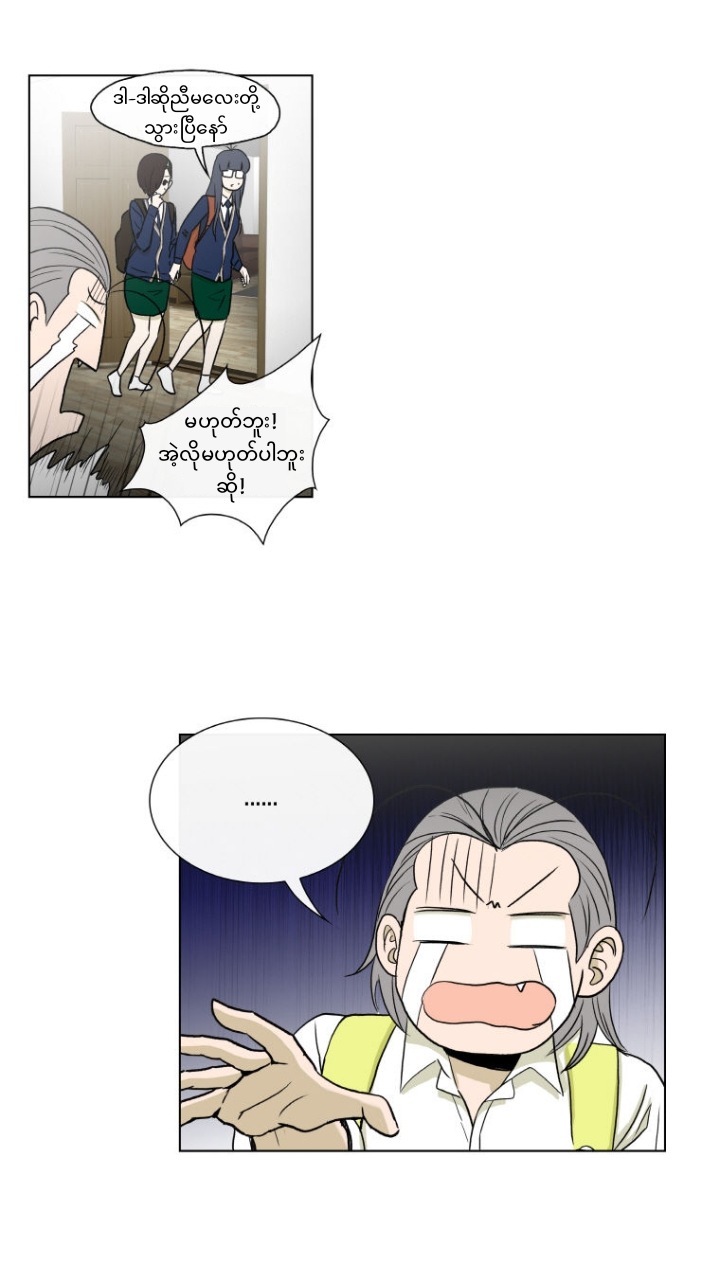 ဒါ-ဒါဆိုညီမလေးတို့
သွားပြီနော်
မဟုတ်ဘူး!
အဲ့လိုမဟုတ်ပါဘူး
ဆို!
......